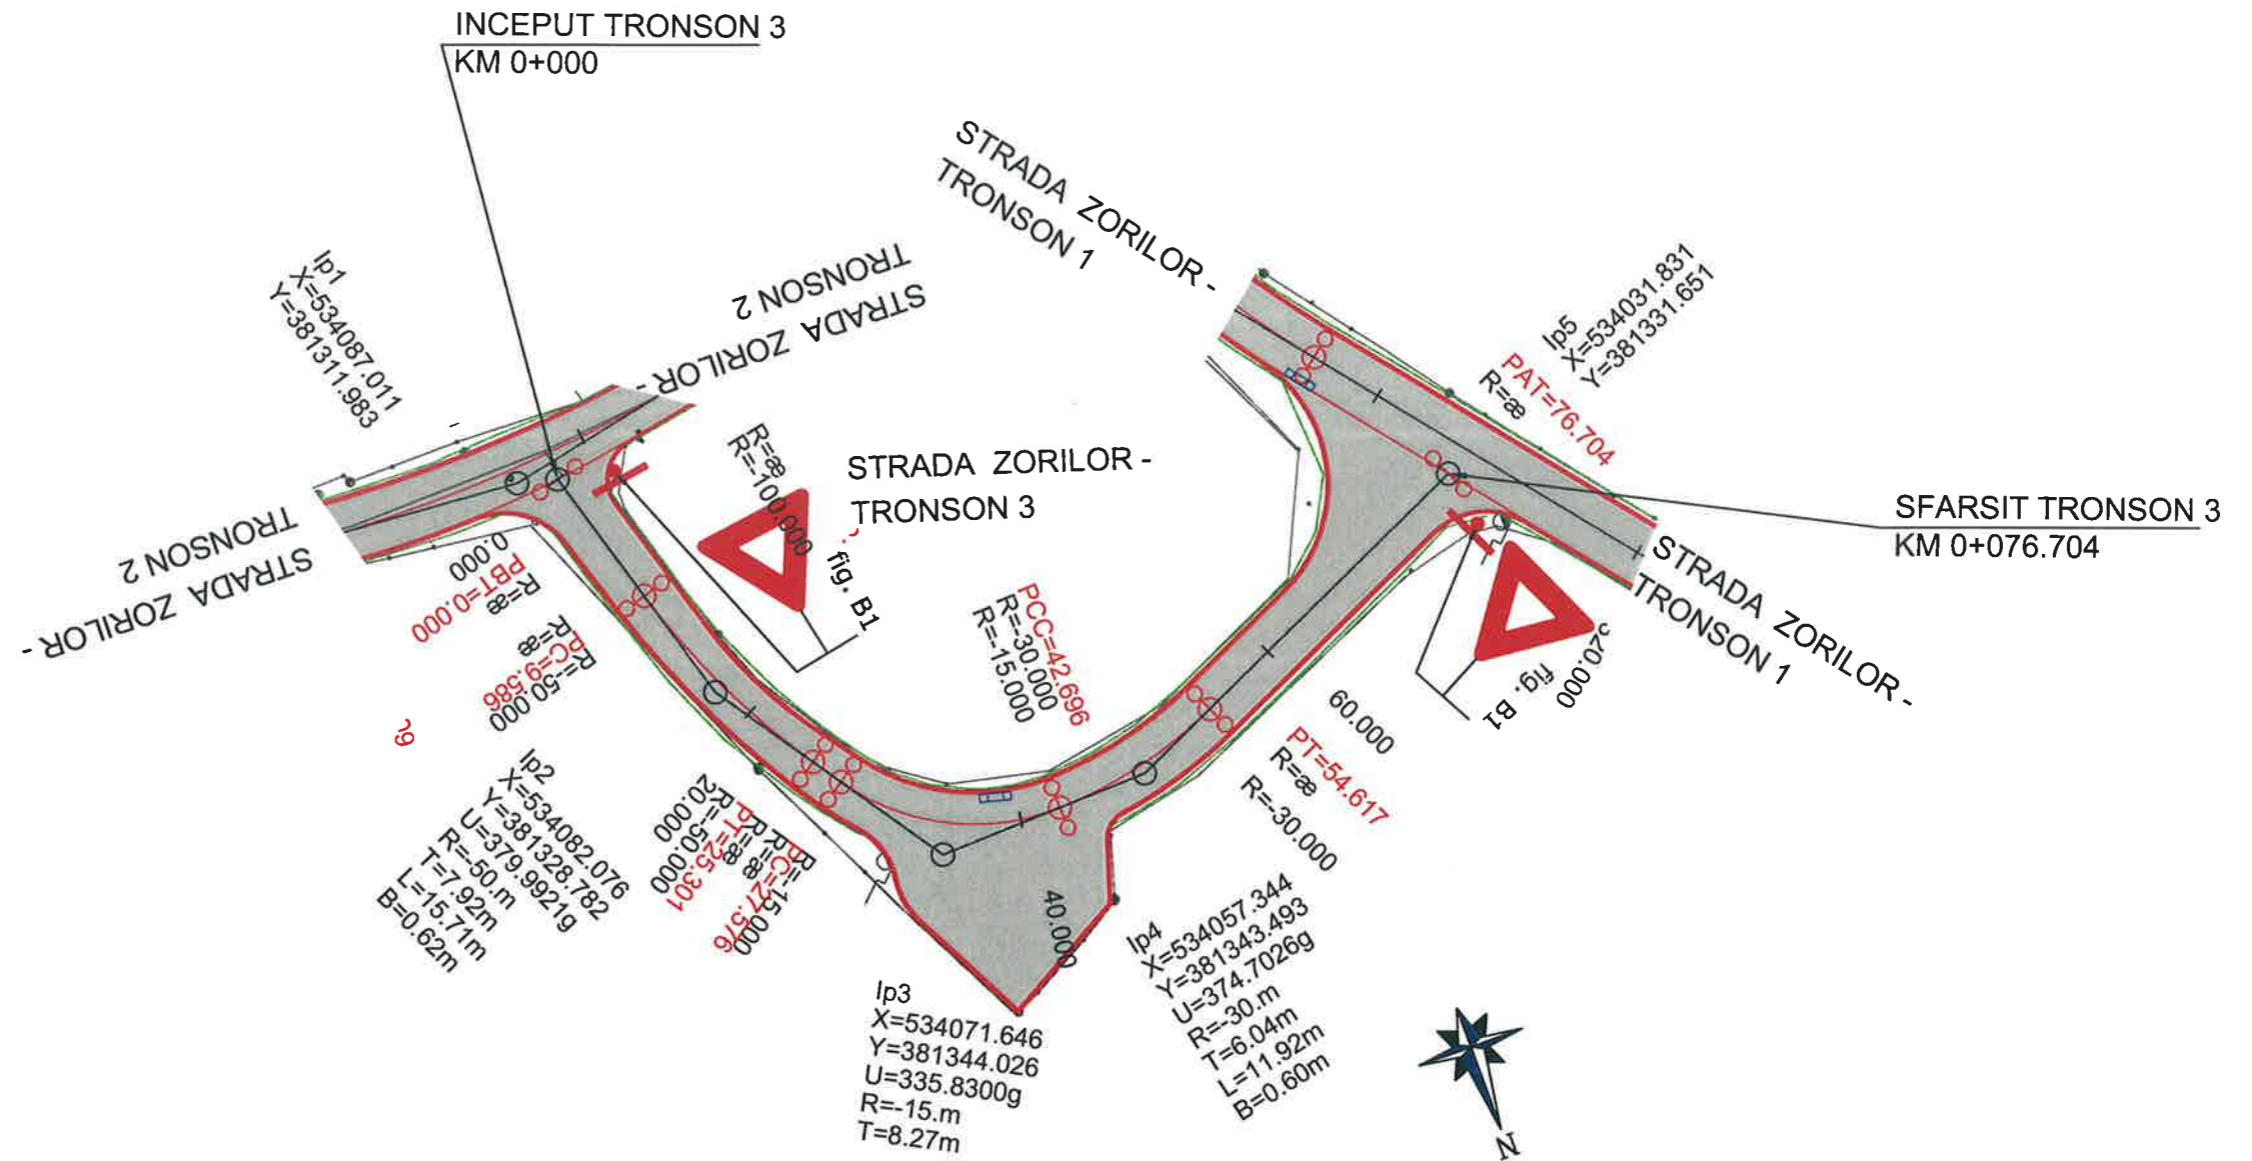 INCEPUT TRONSON 3
KM 0+000
STRADA ZORILOR -
TRONSON 1
Ip1
X=534087.011
Y=381311.983
STRADA ZORILOR -
TRONSON 2
Ip5
X=534031.831
Y=381331.651
PAT=76.704
R=æ
R=æ
R=-100.000
fig. B1
STRADA ZORILOR -
TRONSON 3
SFARSIT TRONSON 3
KM 0+076.704
STRADA ZORILOR -
TRONSON 2
0.000
PBT=0.000
R=æ
R=æ
PC=9.586
R=-50.000
PCC=42.696
R=-30.000
R=-15.000
STRADA ZORILOR -
TRONSON 1
fig. B1
60.000
PT=54.617
R=æ
R=-30.000
Ip2
X=534082.076
Y=381328.782
U=379.9921g
R=-50.m
T=7.92m
L=15.71m
B=0.62m
20.000
R=-50.000
PT=25.301
R=æ
R=æ
PC=27.576
R=-15.000
40.000
Ip3
X=534071.646
Y=381344.026
U=335.8300g
R=-15.m
T=8.27m
Ip4
X=534057.344
Y=381343.493
U=374.7026g
R=-30.m
T=6.04m
L=11.92m
B=0.60m
N